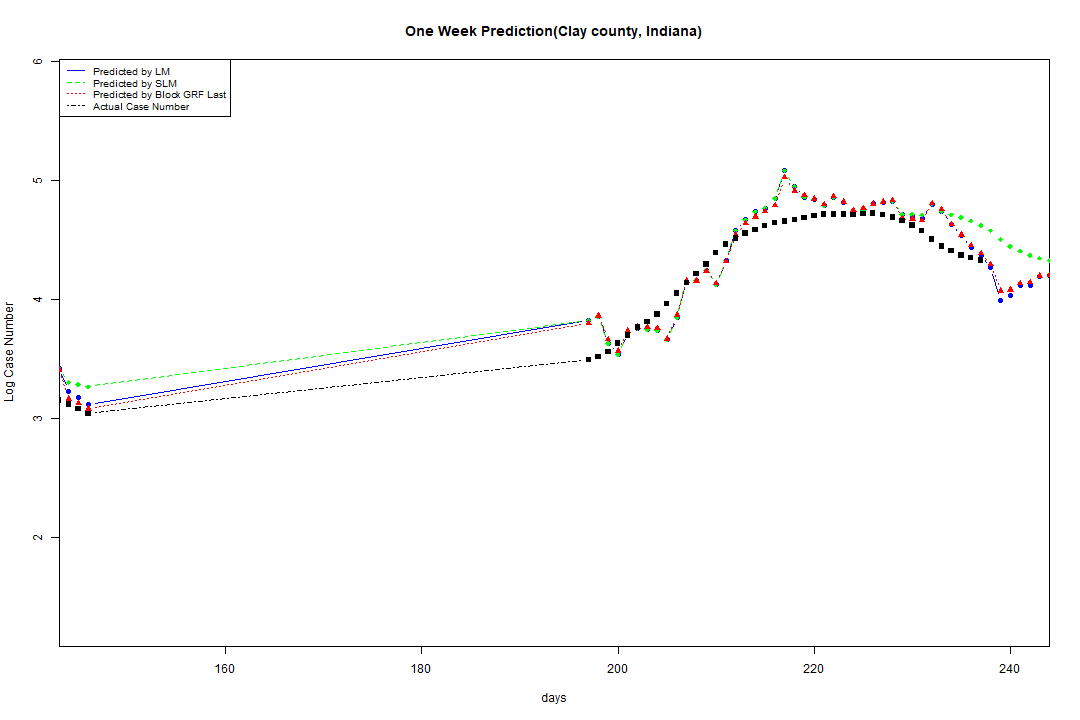 One Week Prediction(Clay county, Indiana)
Predicted by LM
Predicted by SLM
Predicted by Block GRF Last
Actual Case Number
6
5
4
3
2
Log Case Number
160 180 200 220 240
days